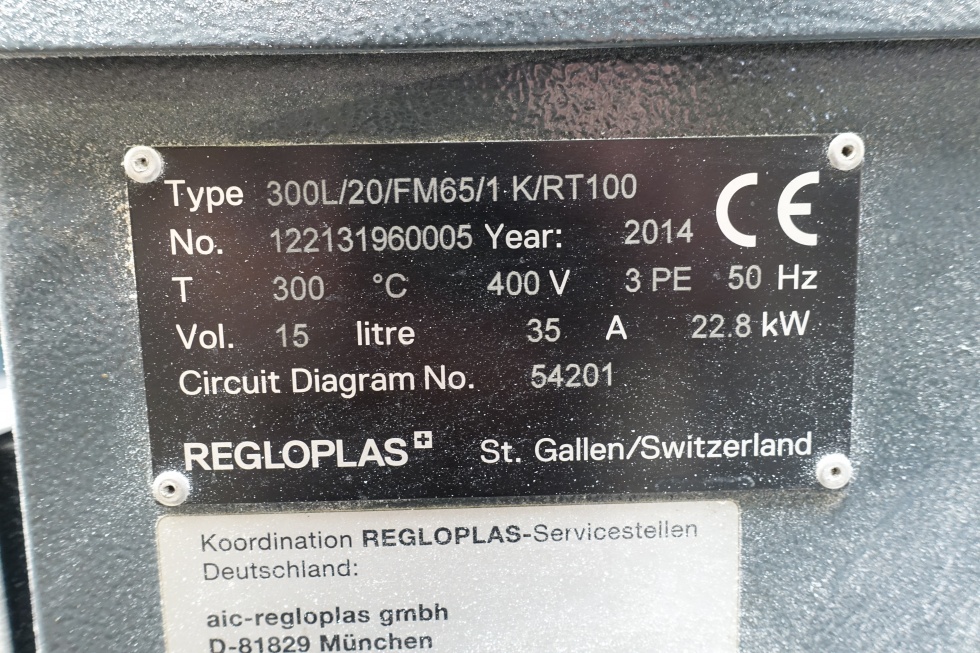 Type 300L/20/FM65/1 K/RT100
No. 122131960005 Year: 2014 CE
T 300 °C 400 V 3 PE 50 Hz
Vol. 15 litre 35 A 22.8 kW
Circuit Diagram No. 54201
REGLOPLAS St. Gallen/Switzerland
Koordination REGLOPLAS-Servicestellen
Deutschland:
aic-regloplas gmbh
D-81829 München